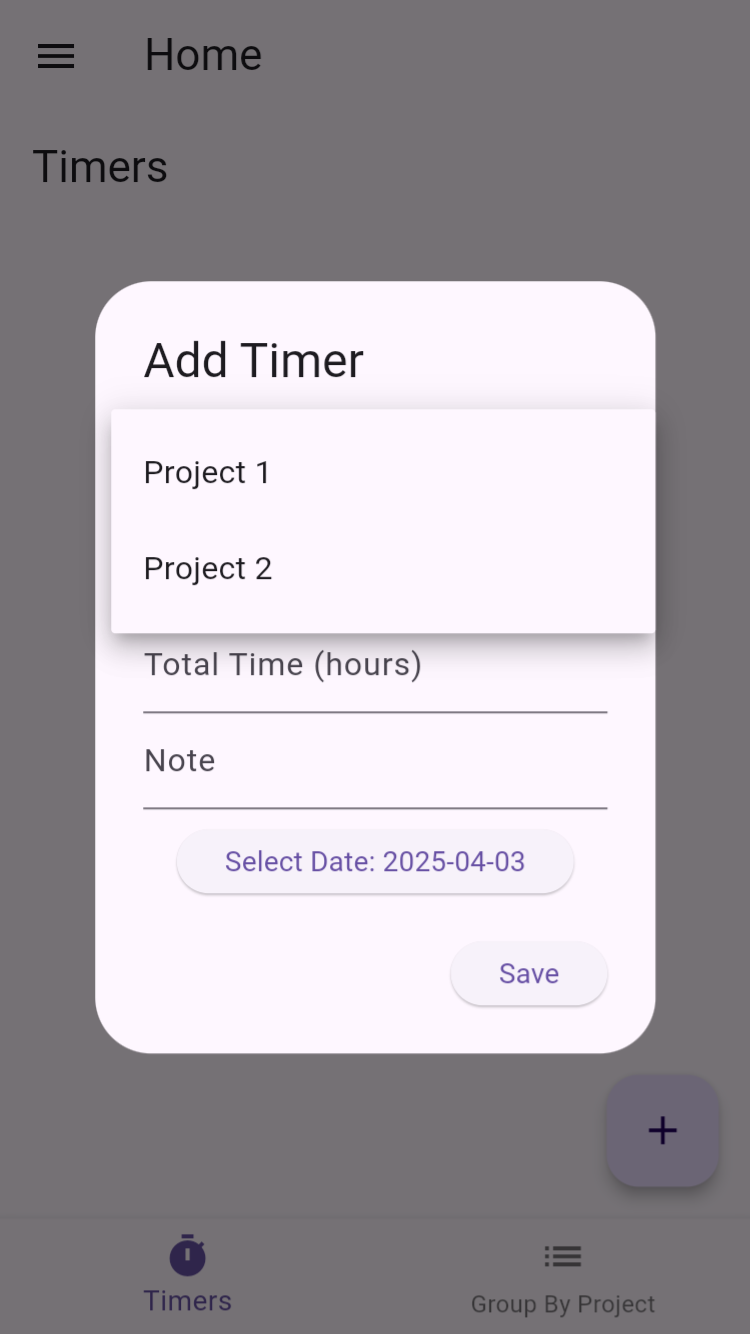 Home
Timers
Add Timer
Project 1
Project 2
Total Time (hours)
Note
Select Date: 2025-04-03
Save
Timers
Group By Project